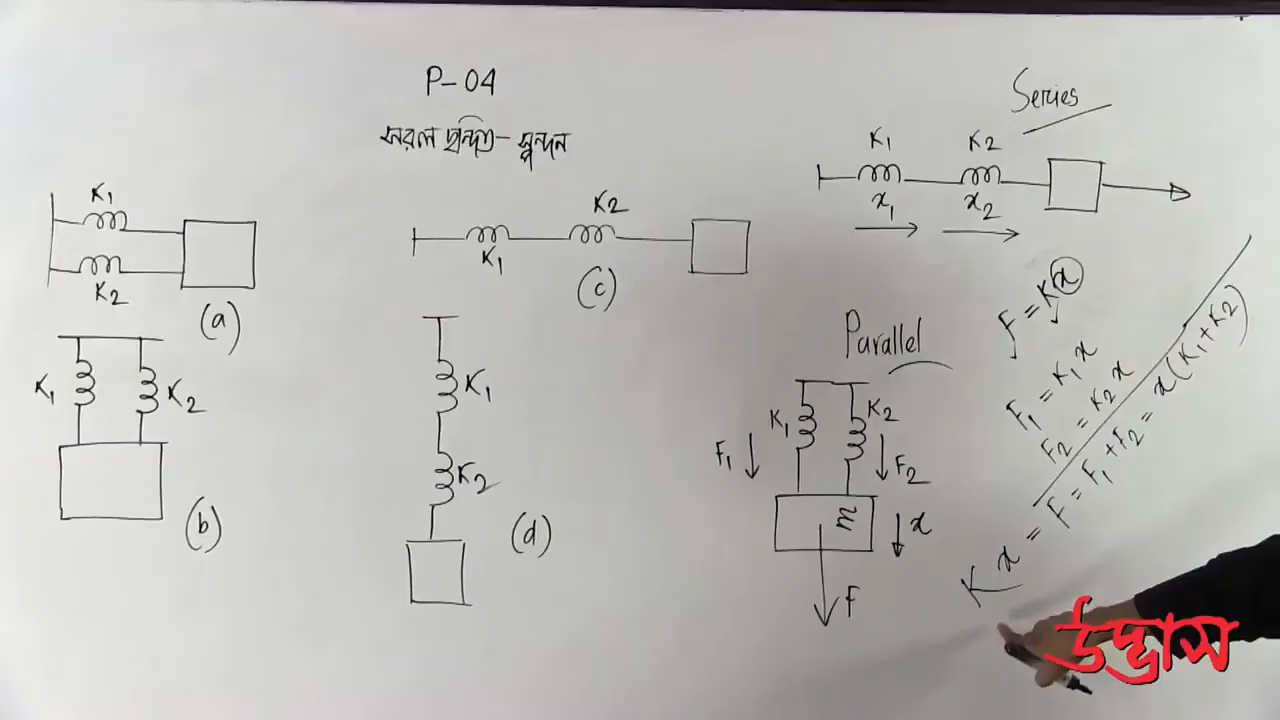 P-04
সরল ছন্দিত-স্পন্দন
K1
K2
(a)
K1
K2
(b)
K1
K2
(c)
K1
K2
(d)
Series
K1 K2
x1 x2
Parallel
K1 K2
F1 F2
m
x
F
F = Kx
F1 = K1x
F2 = K2x
Kx = F = F1+F2 = x(K1+K2)
উদ্ভাস